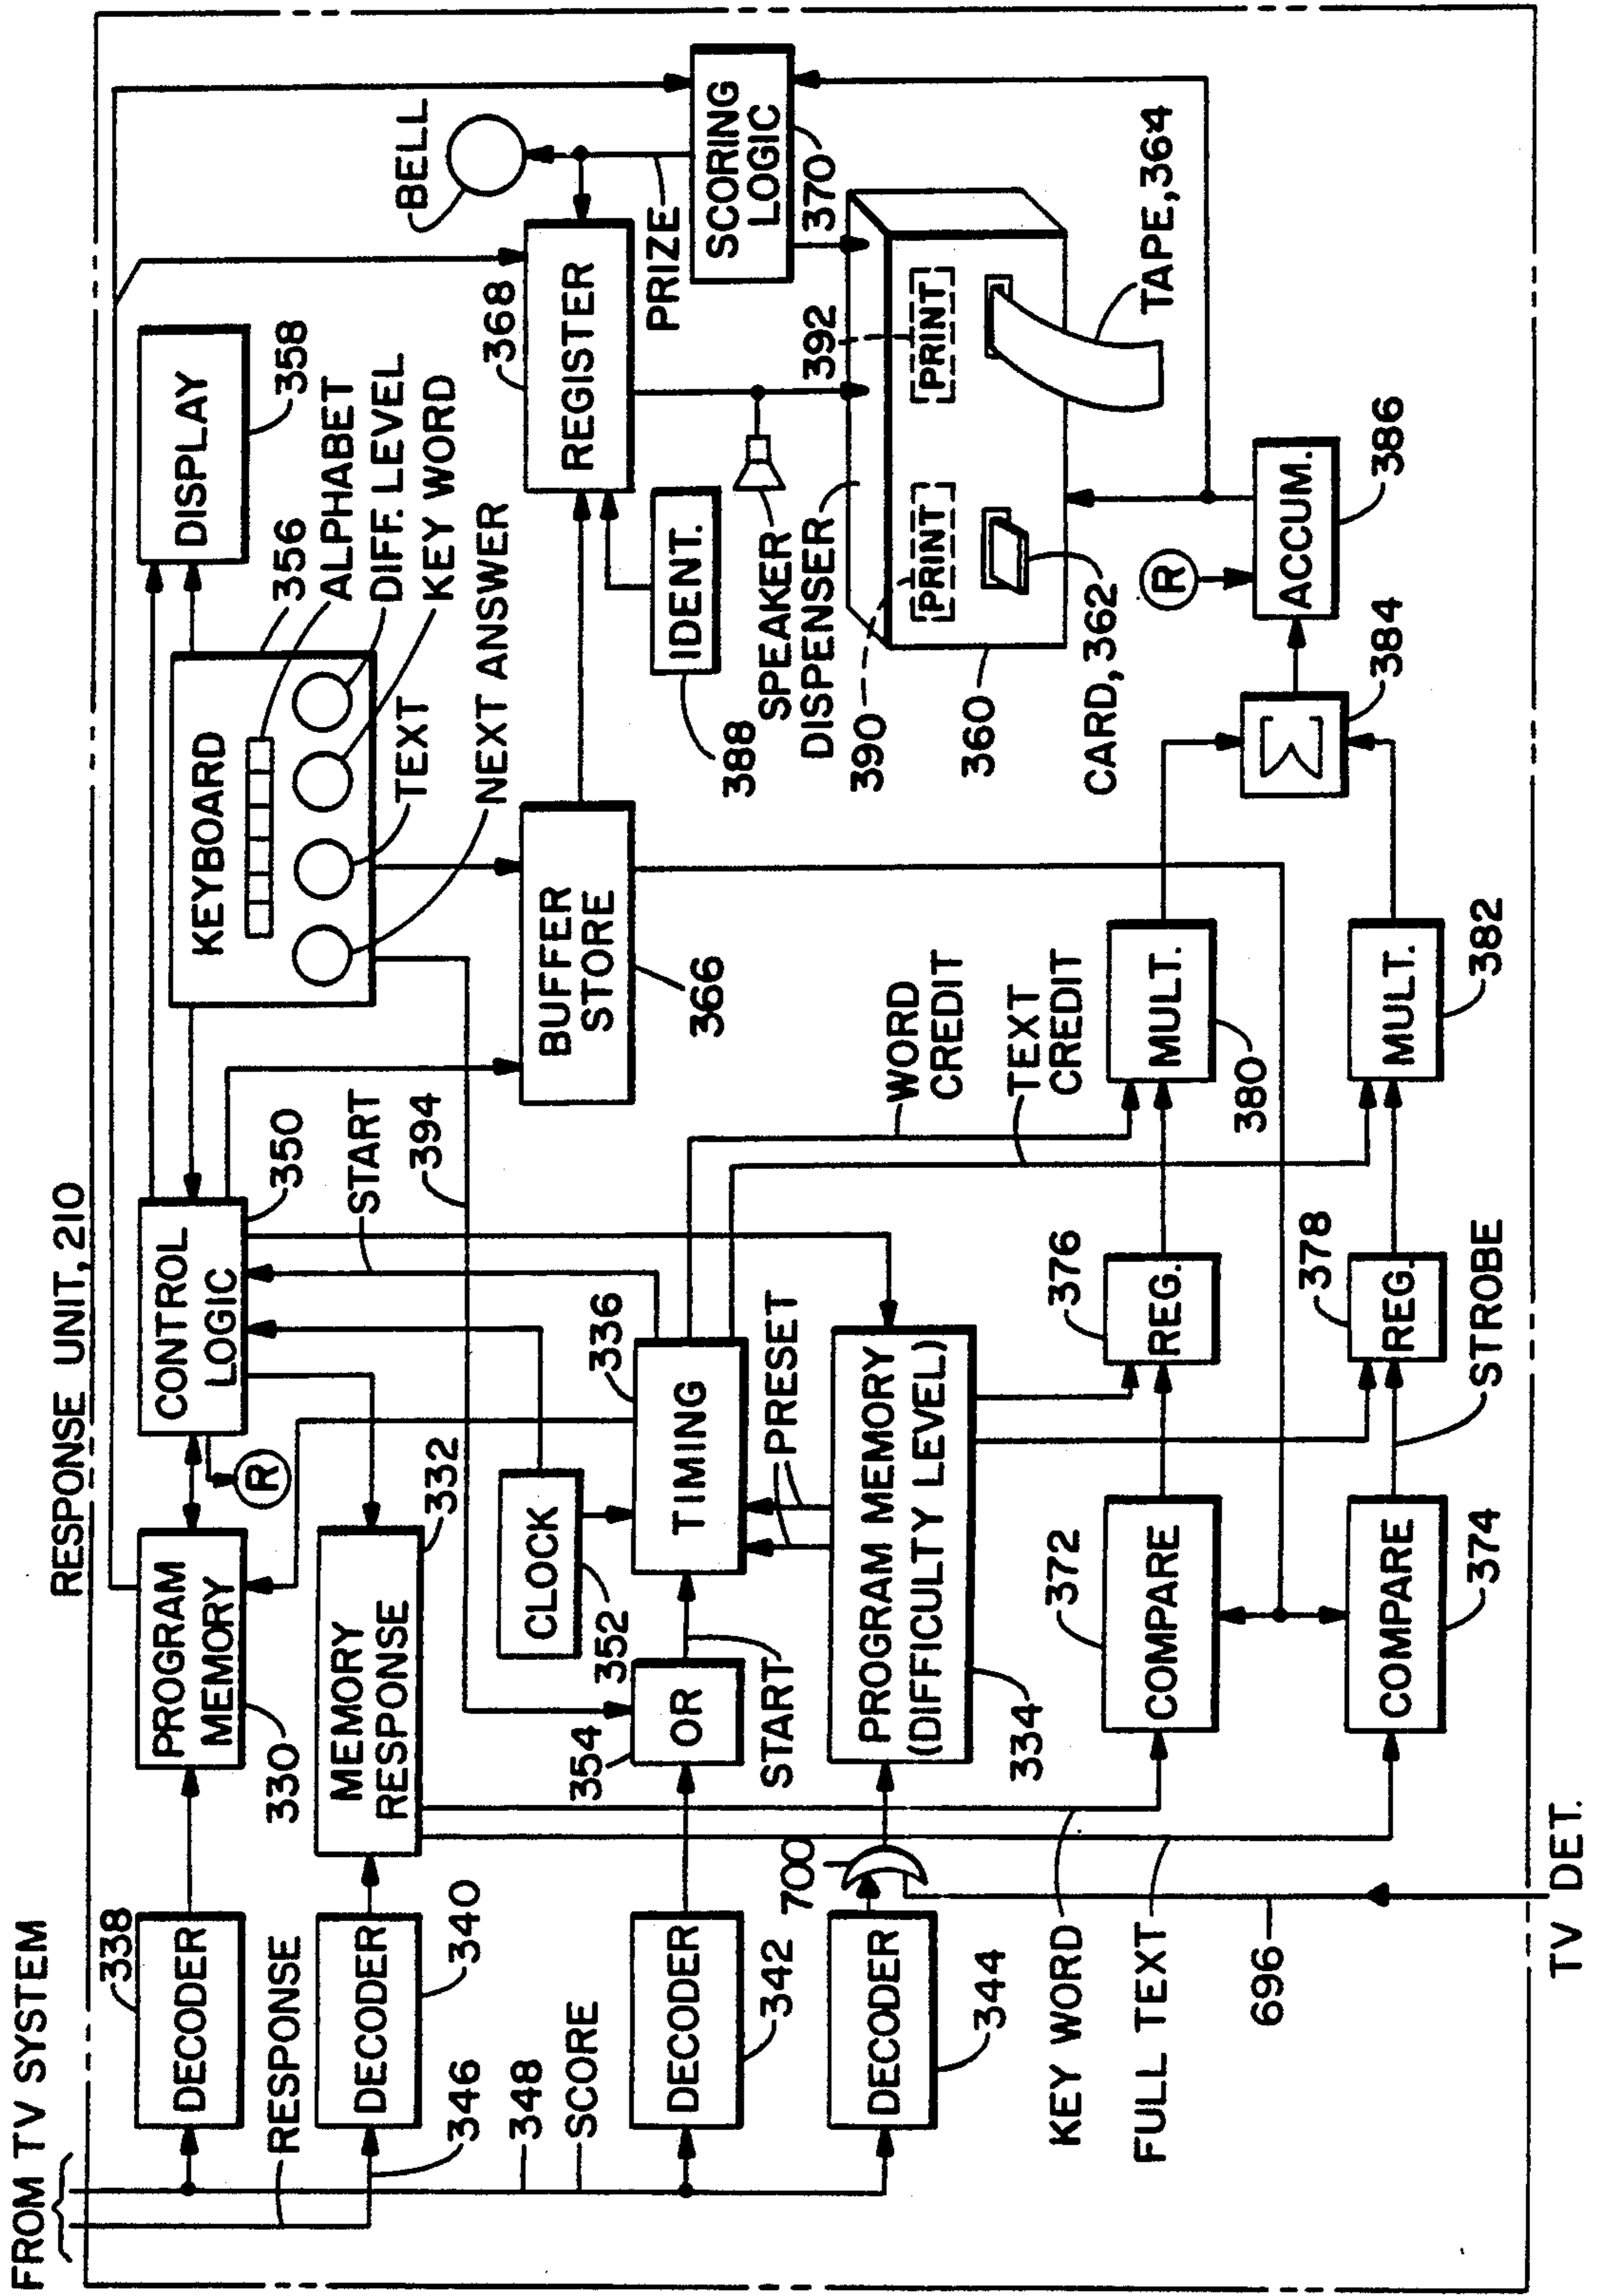 RESPONSE UNIT, 210
FROM TV SYSTEM
338
DECODER
RESPONSE
DECODER
340
346
348
SCORE
DECODER
342
DECODER
344
700
696
TV DET.
KEY WORD
FULL TEXT
PROGRAM
MEMORY
330
R
MEMORY
RESPONSE
332
CONTROL
LOGIC
350
START
394
CLOCK
352
354
OR
START
336
TIMING
PRESET
PROGRAM MEMORY
(DIFFICULTY LEVEL)
334
372
COMPARE
COMPARE
374
376
REG.
378
REG.
STROBE
WORD
CREDIT
TEXT
CREDIT
MULT.
380
MULT.
382
KEYBOARD
356
ALPHABET
DIFF. LEVEL
KEY WORD
TEXT
NEXT ANSWER
DISPLAY
358
BUFFER
STORE
366
368
REGISTER
IDENT.
388
SPEAKER
DISPENSER
BELL
PRIZE
SCORING
LOGIC
370
390
PRINT
392
PRINT
360
CARD, 362
TAPE, 364
Σ
384
R
ACCUM.
386